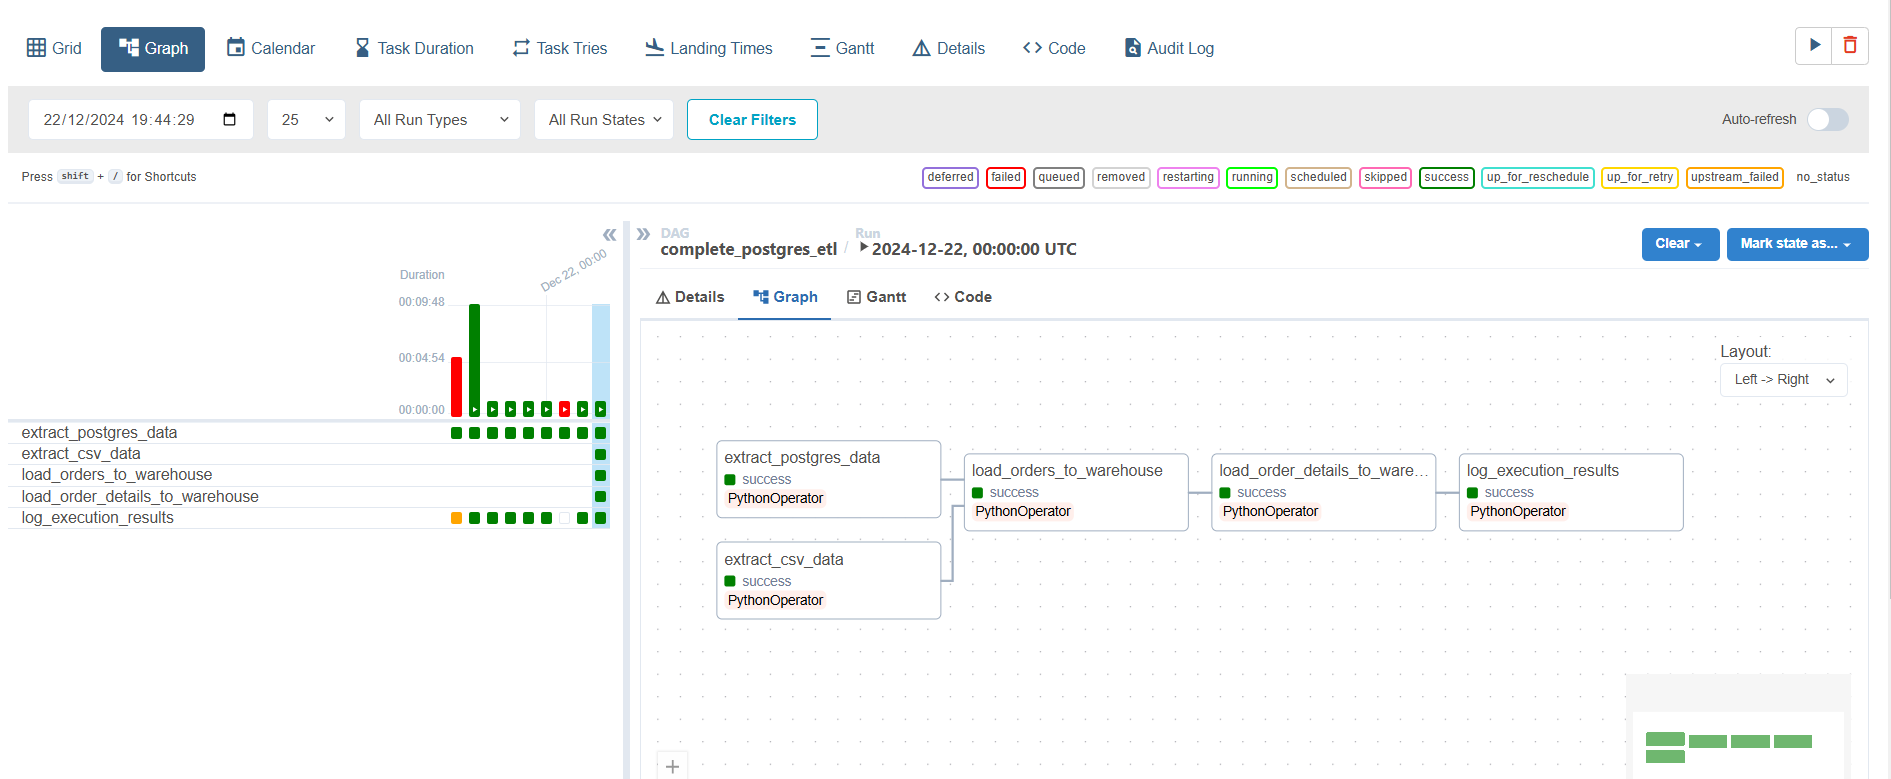 Grid Graph Calendar Task Duration Task Tries Landing Times Gantt Details Code Audit Log
22/12/2024 19:44:29 25 All Run Types All Run States Clear Filters Auto-refresh
Press shift + / for Shortcuts deferred failed queued removed restarting running scheduled skipped success up_for_reschedule up_for_retry upstream_failed no_status
Duration
Dec 22, 00:00
00:09:48
00:04:54
00:00:00
extract_postgres_data
extract_csv_data
load_orders_to_warehouse
load_order_details_to_warehouse
log_execution_results
DAG Run
complete_postgres_etl / 2024-12-22, 00:00:00 UTC Clear Mark state as...
Details Graph Gantt Code
Layout:
Left -> Right
extract_postgres_data
success
PythonOperator
extract_csv_data
success
PythonOperator
load_orders_to_warehouse
success
PythonOperator
load_order_details_to_ware...
success
PythonOperator
log_execution_results
success
PythonOperator
+